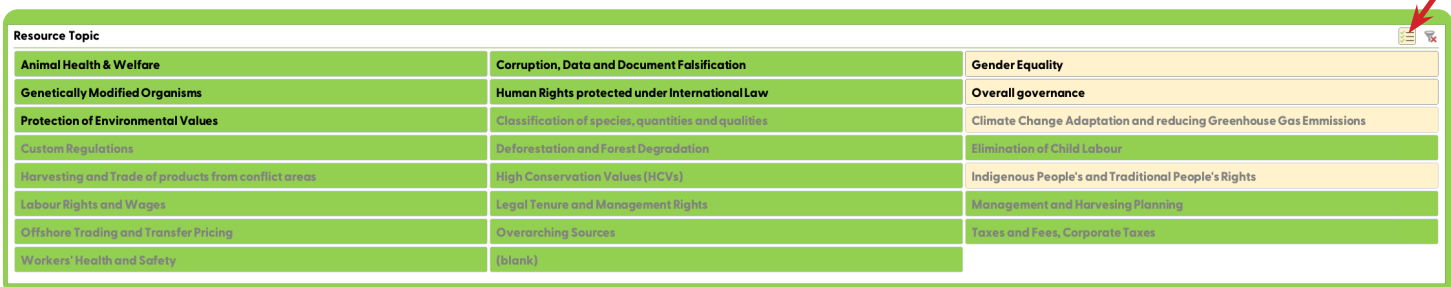 Resource Topic
Animal Health & Welfare
Corruption, Data and Document Falsification
Gender Equality
Genetically Modified Organisms
Human Rights protected under International Law
Overall governance
Protection of Environmental Values
Classification of species, quantities and qualities
Climate Change Adaptation and reducing Greenhouse Gas Emmissions
Custom Regulations
Deforestation and Forest Degradation
Elimination of Child Labour
Harvesting and Trade of products from conflict areas
High Conservation Values (HCVs)
Indigenous People's and Traditional People's Rights
Labour Rights and Wages
Legal Tenure and Management Rights
Management and Harvesing Planning
Offshore Trading and Transfer Pricing
Overarching Sources
Taxes and Fees, Corporate Taxes
Workers' Health and Safety
(blank)